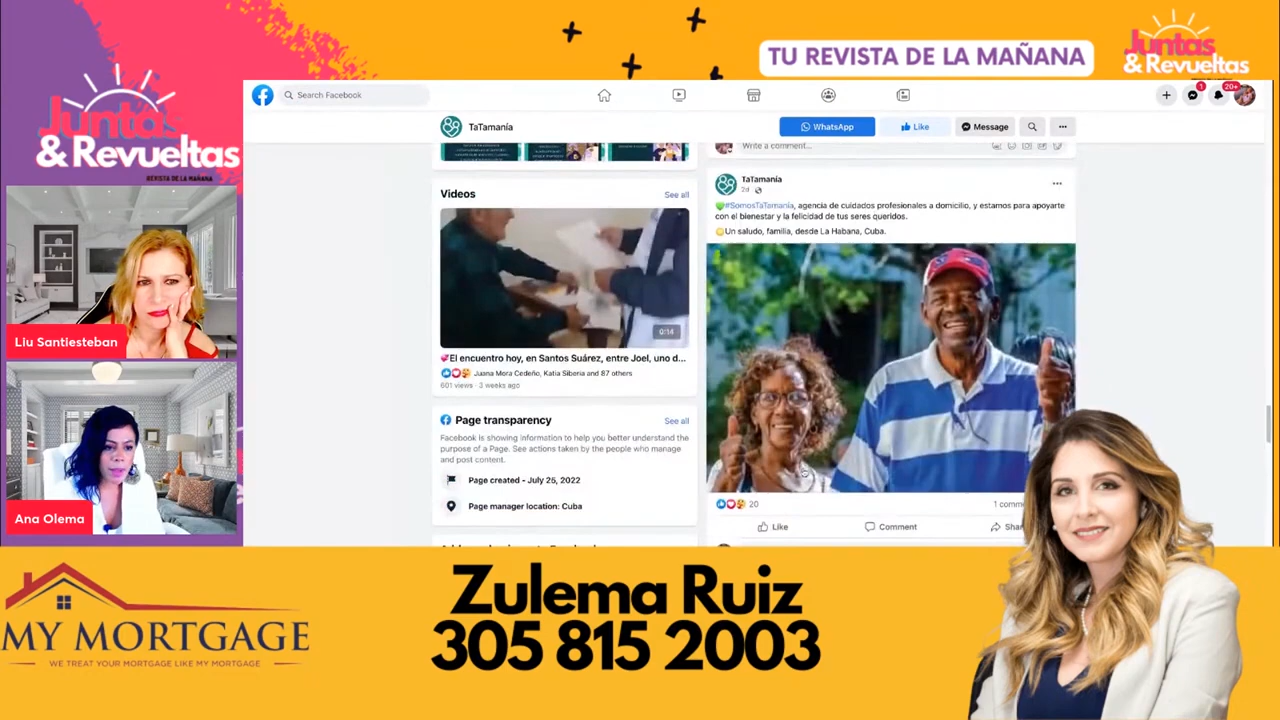 TU REVISTA DE LA MAÑANA
Juntas
& Revueltas
Juntas
& Revueltas
REVISTA DE LA MAÑANA
Search Facebook
1
20+
TaTamanía
WhatsApp
Like
Message
Write a comment...
Videos
See all
0:14
El encuentro hoy, en Santos Suárez, entre Joel, uno d...
Juana Mora Cedeño, Katia Siberia and 87 others
601 views · 3 weeks ago
Page transparency
See all
Facebook is showing information to help you better understand the
purpose of a Page. See actions taken by the people who manage
and post content.
Page created - July 25, 2022
Page manager location: Cuba
TaTamanía
2d
#SomosTaTamanía, agencia de cuidados profesionales a domicilio, y estamos para apoyarte
con el bienestar y la felicidad de tus seres queridos.
Un saludo, familia, desde La Habana, Cuba.
20
1 comme
Like
Comment
Shar
Liu Santiesteban
Ana Olema
MY MORTGAGE
WE TREAT YOUR MORTGAGE LIKE MY MORTGAGE
Zulema Ruiz
305 815 2003